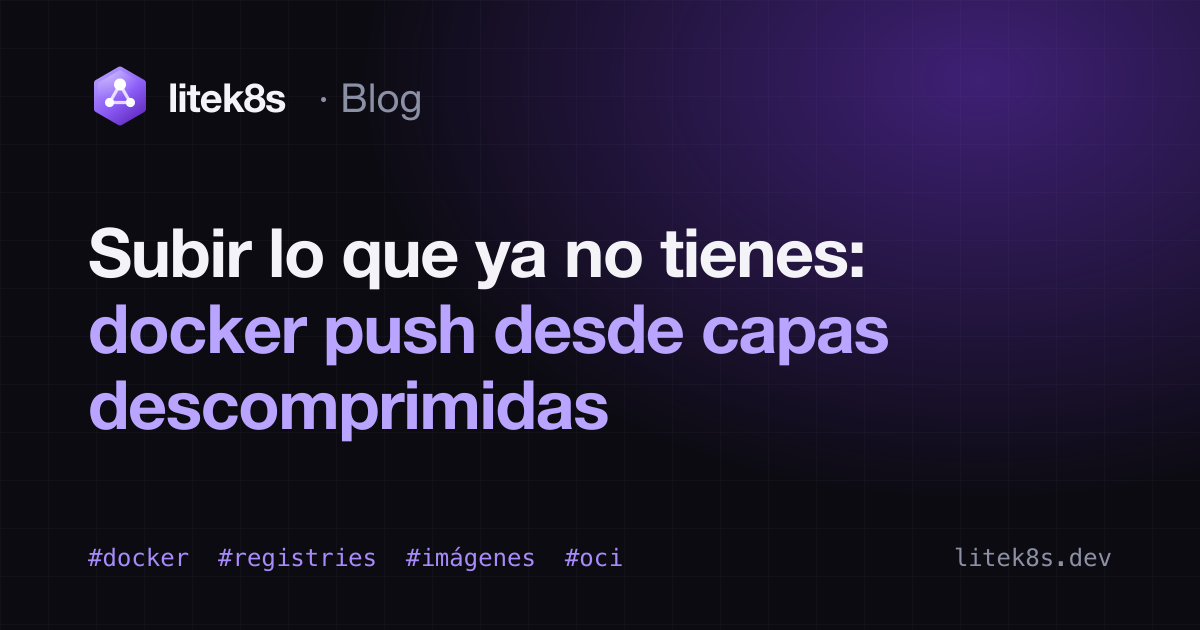 litek8s · Blog
Subir lo que ya no tienes:
docker push desde capas
descomprimidas
#docker #registries #imágenes #oci
litek8s.dev